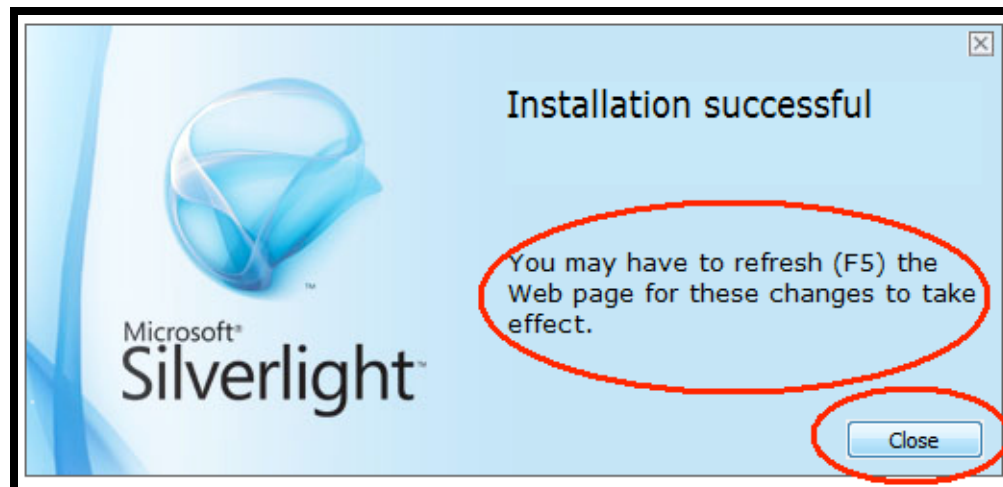 Installation successful
You may have to refresh (F5) the
Web page for these changes to take
effect.
TM
Microsoft®
Silverlight™
Close